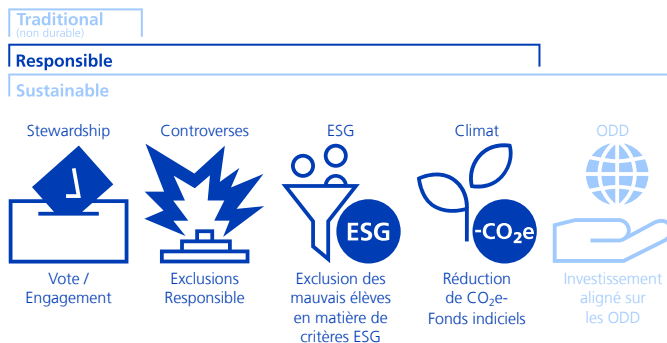 Traditional
(non durable)
Responsible
Sustainable
Stewardship
Controverses
ESG
Climat
ODD
ESG
-CO₂e
Vote /
Engagement
Exclusions
Responsible
Exclusion des
mauvais élèves
en matière de
critères ESG
Réduction
de CO₂e-
Fonds indiciels
Investissement
aligné sur
les ODD